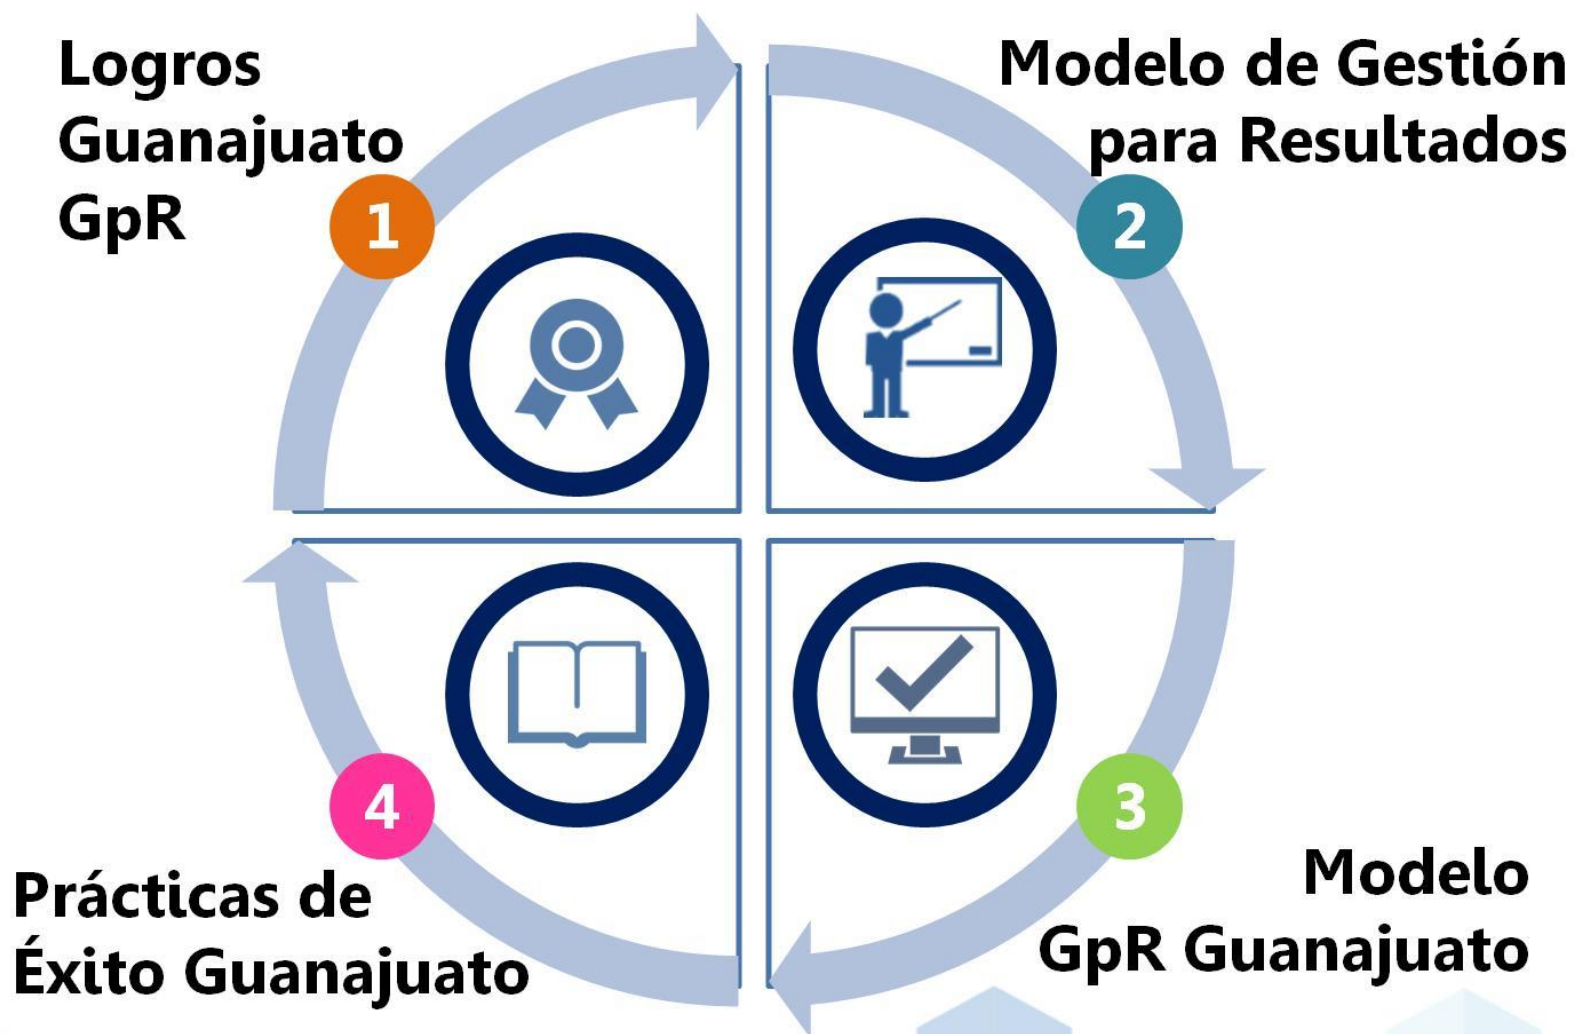 Logros
Guanajuato
GpR
1
Modelo de Gestión
para Resultados
2
3
Modelo
GpR Guanajuato
4
Prácticas de
Éxito Guanajuato